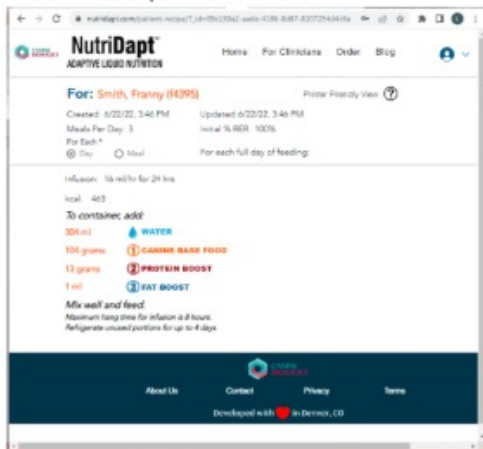 NutriDapt™
ADAPTIVE LIQUID NUTRITION
Home For Clinicians Order Blog
For: Smith, Franny (f4395)
Printer Friendly View ?
Created: 6/22/22, 3:46 PM Updated: 6/22/22, 3:46 PM
Meals Per Day: 3 Initial % RER: 100%
For Each *
Day Meal For each full day of feeding:
Infusion: 16 ml/hr for 24 hrs
kcal: 463
To container, add:
304 ml WATER
104 grams 1 CANINE BASE FOOD
13 grams 2 PROTEIN BOOST
1 ml 3 FAT BOOST
Mix well and feed.
Maximum hang time for infusion is 8 hours.
Refrigerate unused portions for up to 4 days.
About Us Contact Privacy Terms
Developed with ❤ in Denver, CO